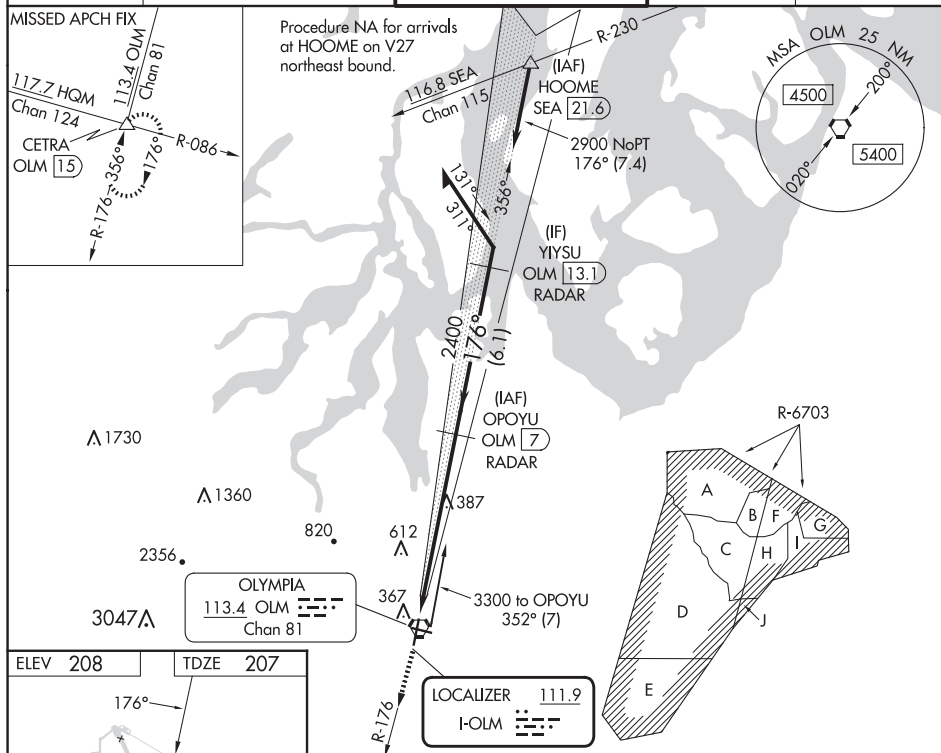 MISSED APCH FIX
113.4 OLM
Chan 81
117.7 HQM
Chan 124
CETRA
OLM 15
R-086
356°
176°
R-176
Procedure NA for arrivals
at HOOME on V27
northeast bound.
R-230
116.8 SEA
Chan 115
(IAF)
HOOME
SEA 21.6
2900 NoPT
176° (7.4)
MSA OLM 25 NM
4500
200°
5400
020°
131°
311°
356°
(IF)
YIYSU
OLM 13.1
RADAR
2400
176°
(6.1)
(IAF)
OPOYU
OLM 7
RADAR
1730
1360
387
820
612
2356
367
3047
OLYMPIA
113.4 OLM
Chan 81
3300 to OPOYU
352° (7)
R-6703
A
B
F
G
C
H
I
D
J
E
LOCALIZER 111.9
I-OLM
R-176
ELEV 208
TDZE 207
176°